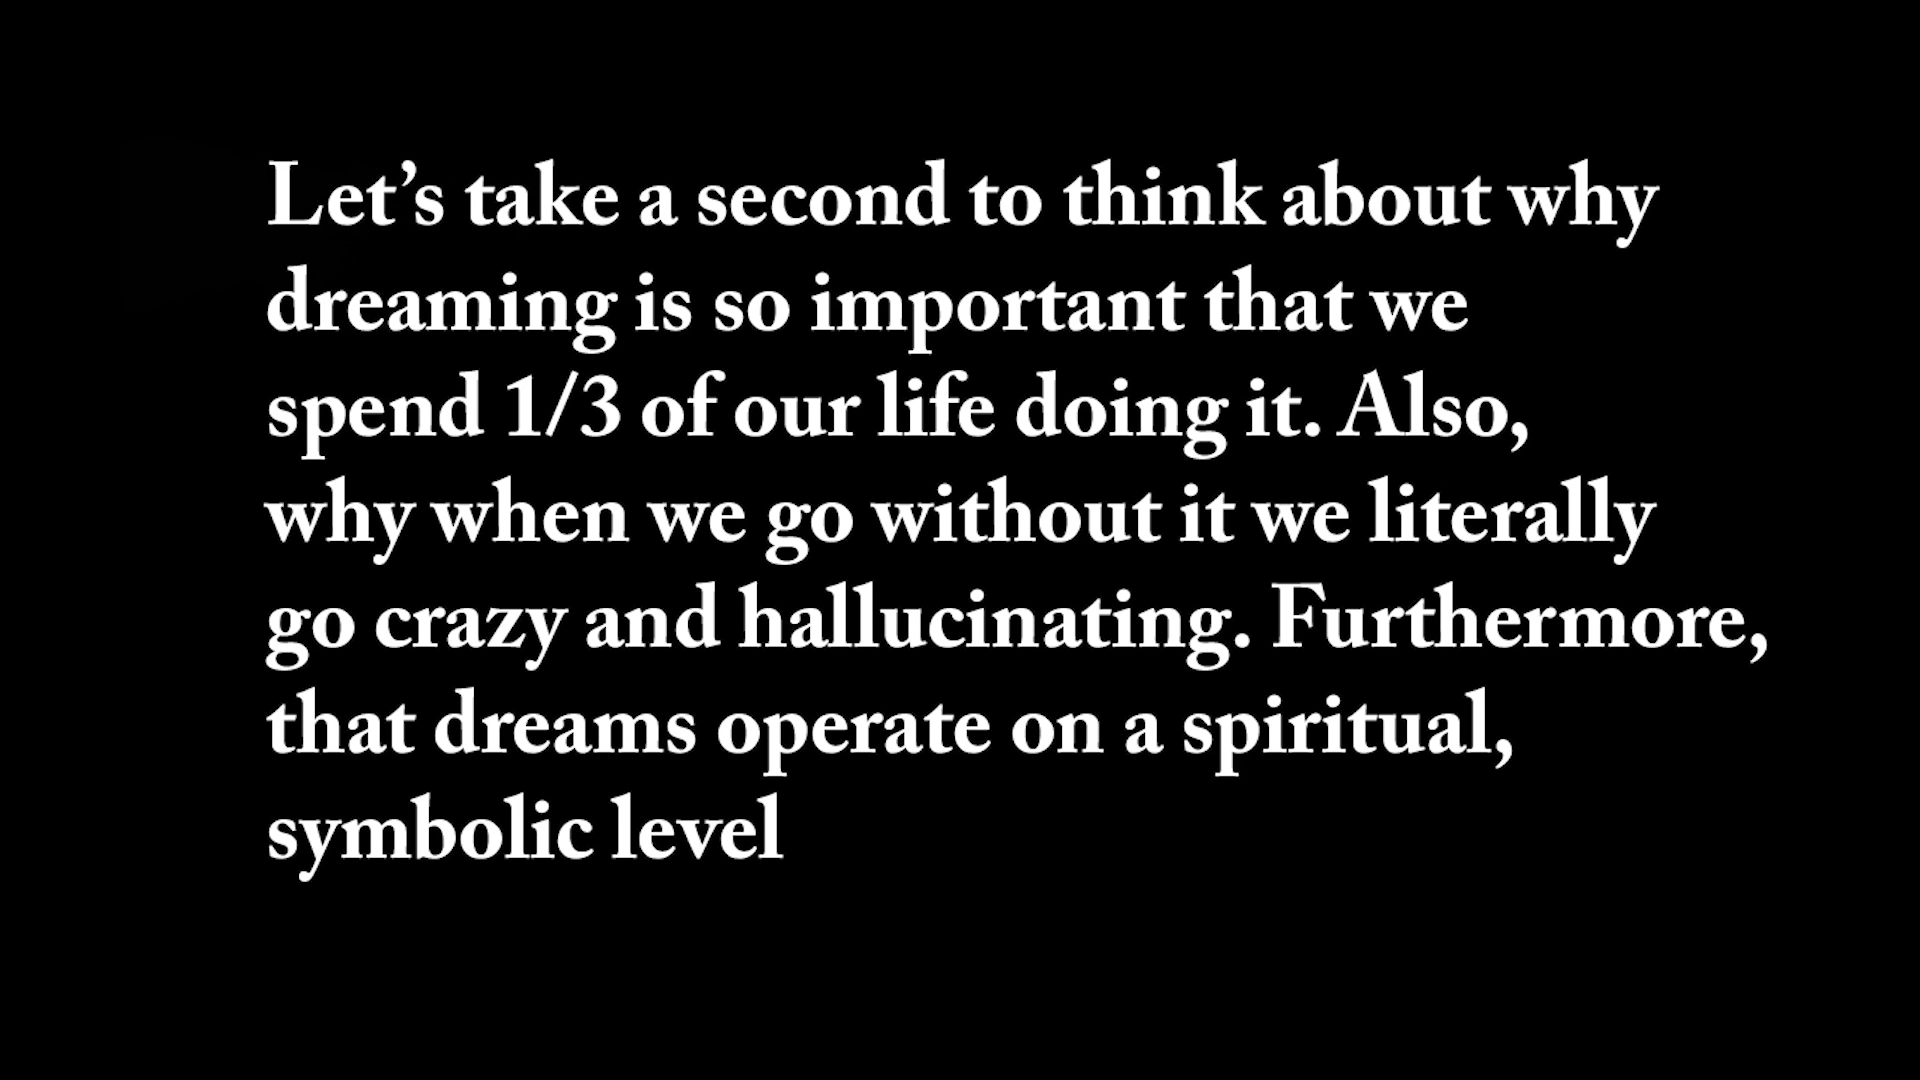 Let’s take a second to think about why
dreaming is so important that we
spend 1/3 of our life doing it. Also,
why when we go without it we literally
go crazy and hallucinating. Furthermore,
that dreams operate on a spiritual,
symbolic level